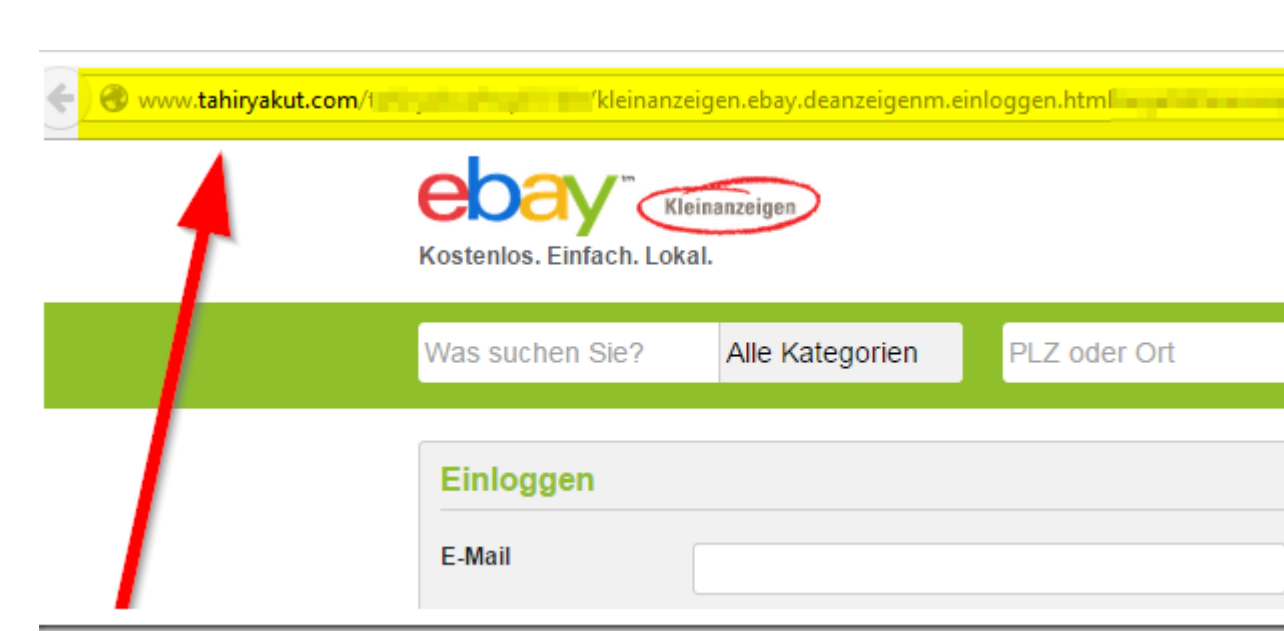 www.tahiryakut.com/t /kleinanzeigen.ebay.deanzeigenm.einloggen.html
ebay™ Kleinanzeigen
Kostenlos. Einfach. Lokal.
Was suchen Sie? Alle Kategorien PLZ oder Ort
Einloggen
E-Mail